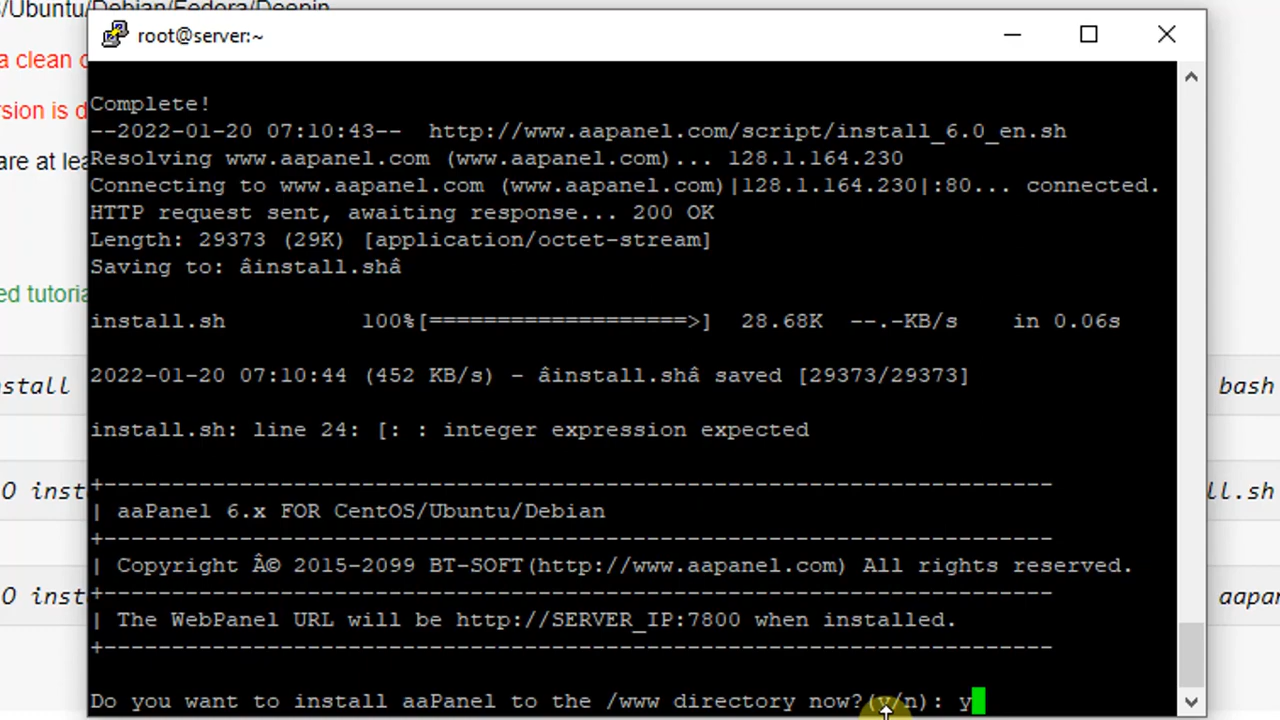 s/Ubuntu/Debian/Fedora/Deepin
root@server:~
a clean
rsion is d
are at lea
ed tutoria
nstall
bash
O inst
ll.sh
O inst
aapan
Complete!
--2022-01-20 07:10:43-- http://www.aapanel.com/script/install_6.0_en.sh
Resolving www.aapanel.com (www.aapanel.com)... 128.1.164.230
Connecting to www.aapanel.com (www.aapanel.com)|128.1.164.230|:80... connected.
HTTP request sent, awaiting response... 200 OK
Length: 29373 (29K) [application/octet-stream]
Saving to: âinstall.shâ
install.sh 100%[===================>] 28.68K --.-KB/s in 0.06s
2022-01-20 07:10:44 (452 KB/s) - âinstall.shâ saved [29373/29373]
install.sh: line 24: [: : integer expression expected
+----------------------------------------------------------------------
| aaPanel 6.x FOR CentOS/Ubuntu/Debian
+----------------------------------------------------------------------
| Copyright Â© 2015-2099 BT-SOFT(http://www.aapanel.com) All rights reserved.
+----------------------------------------------------------------------
| The WebPanel URL will be http://SERVER_IP:7800 when installed.
+----------------------------------------------------------------------
Do you want to install aaPanel to the /www directory now?(y/n): y